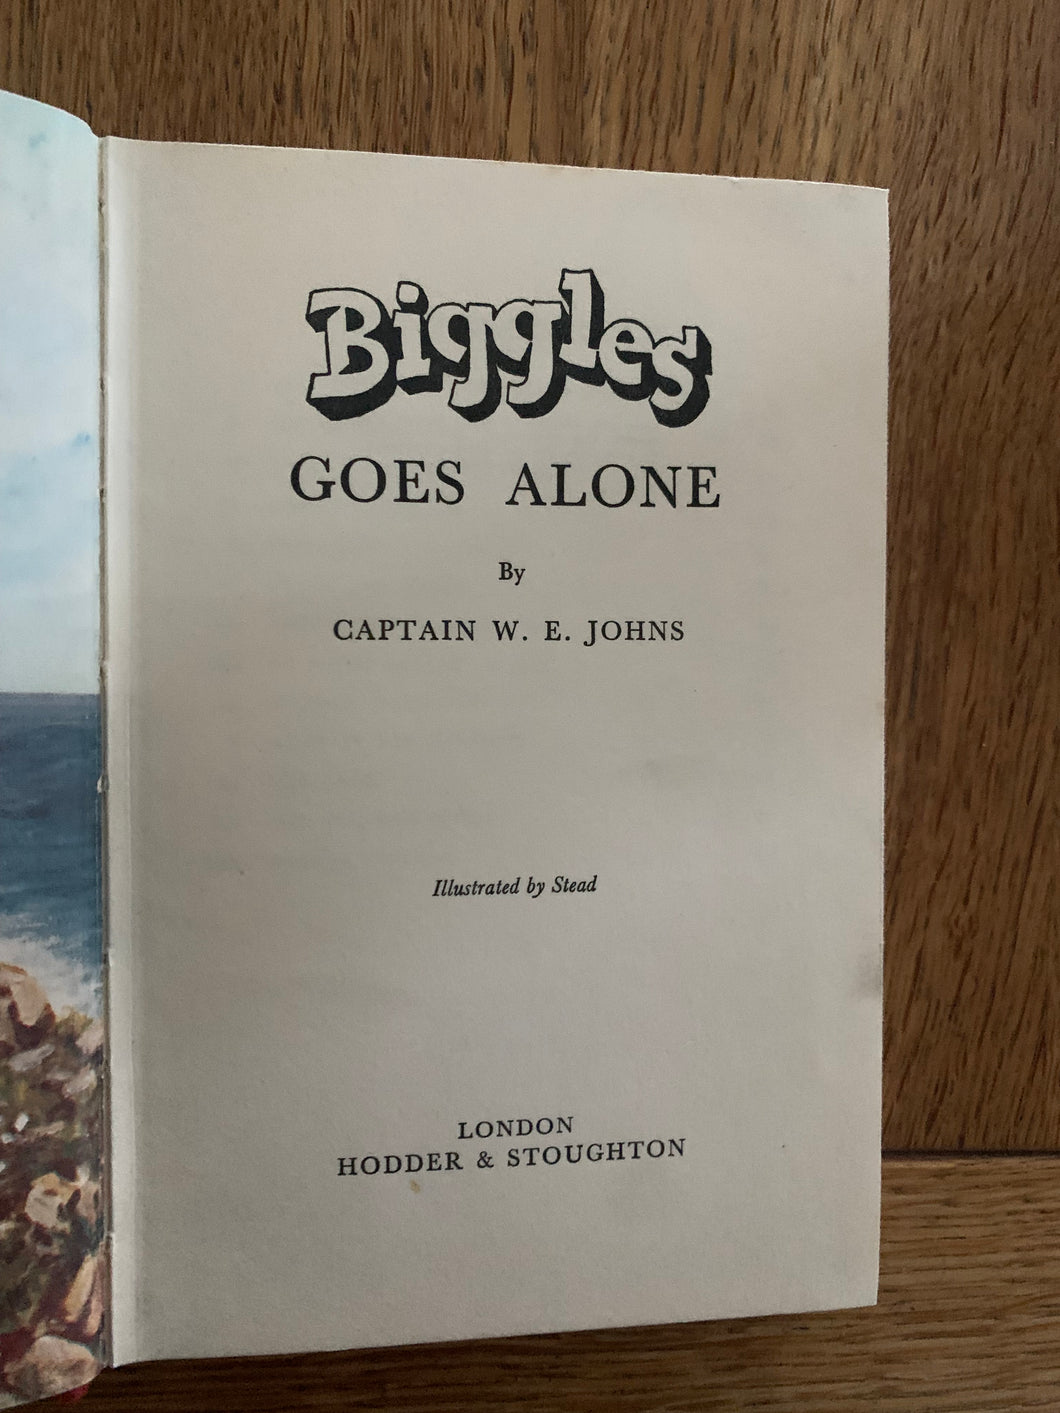 Biggles
GOES ALONE
By
CAPTAIN W. E. JOHNS
Illustrated by Stead
LONDON
HODDER & STOUGHTON